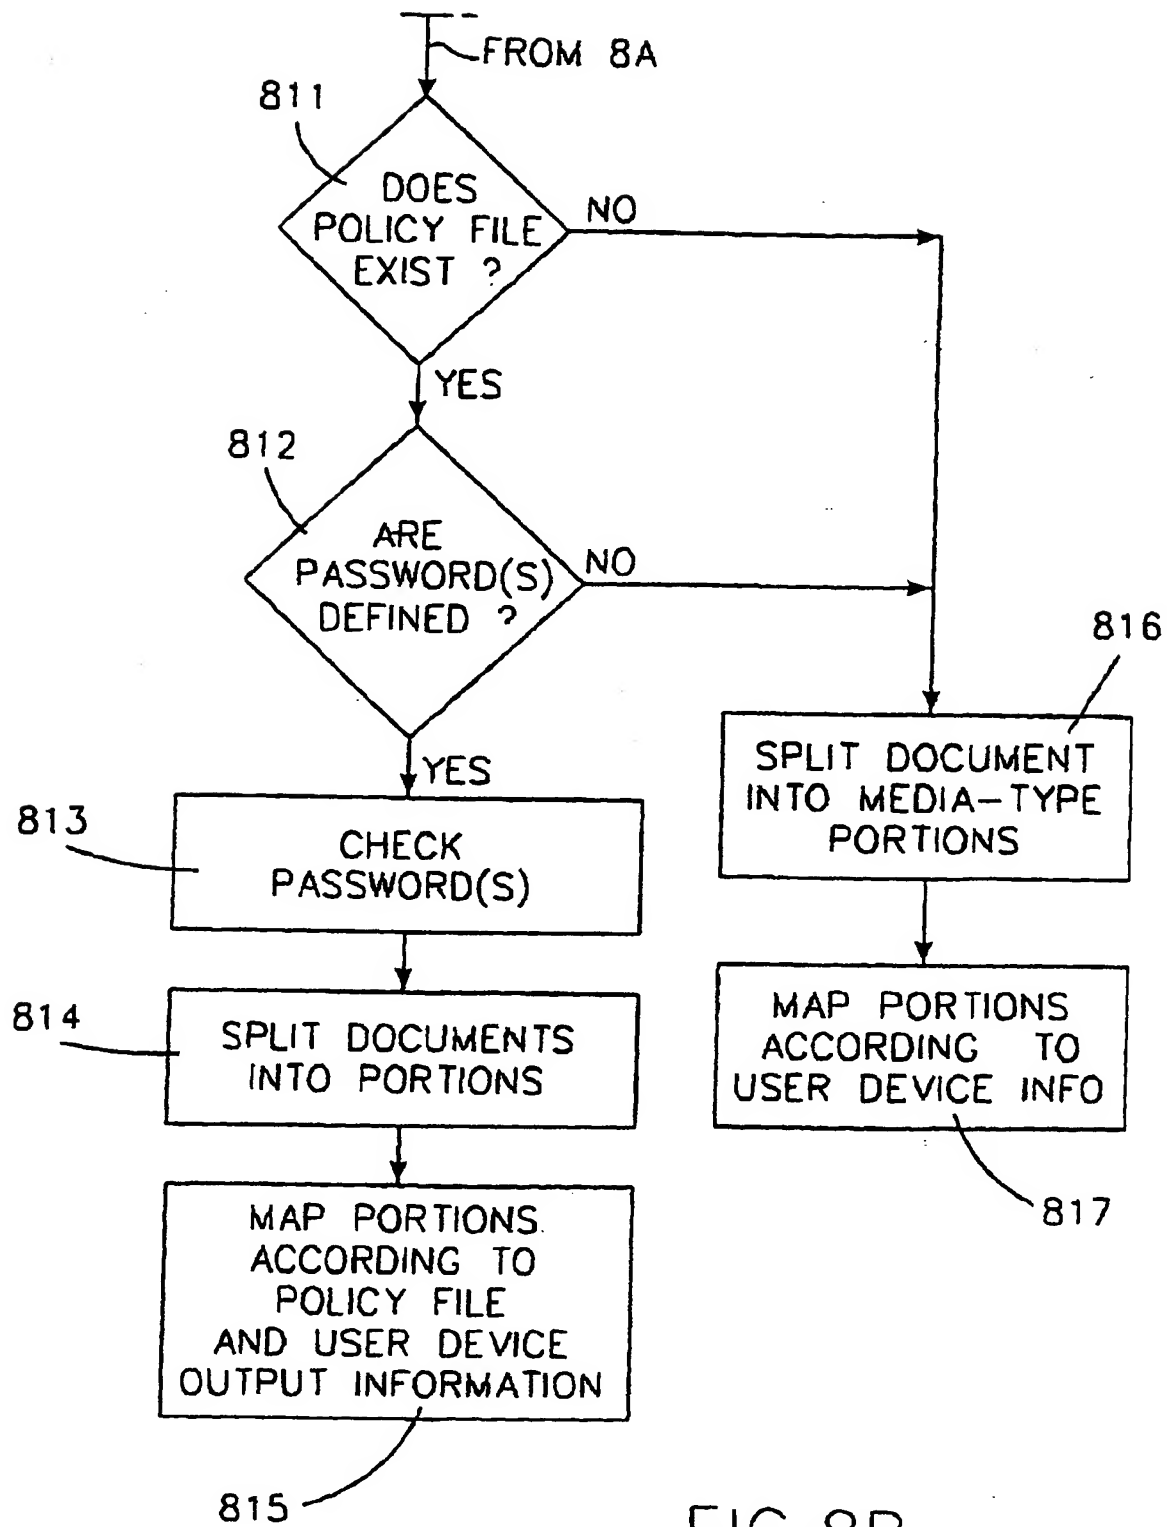 FROM 8A
811
DOES
POLICY FILE
EXIST ?
NO
YES
812
ARE
PASSWORD(S)
DEFINED ?
NO
YES
816
SPLIT DOCUMENT
INTO MEDIA-TYPE
PORTIONS
813
CHECK
PASSWORD(S)
MAP PORTIONS
ACCORDING TO
USER DEVICE INFO
817
814
SPLIT DOCUMENTS
INTO PORTIONS
MAP PORTIONS
ACCORDING TO
POLICY FILE
AND USER DEVICE
OUTPUT INFORMATION
815
FIG.8B